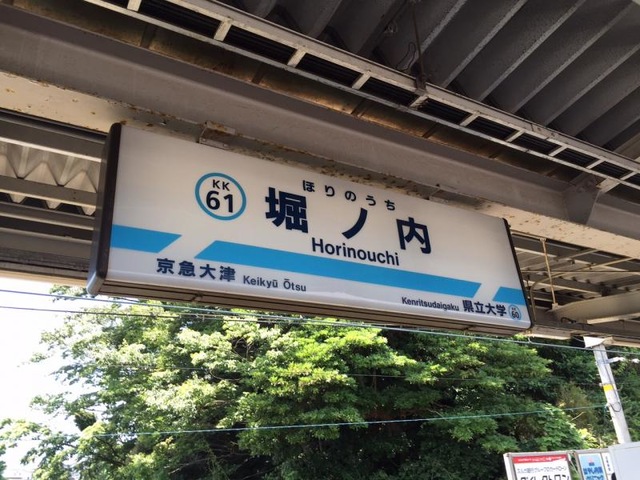 KK
61
ほりのうち
堀ノ内
Horinouchi
京急大津 Keikyū Ōtsu
Kenritsudaigaku 県立大学
60